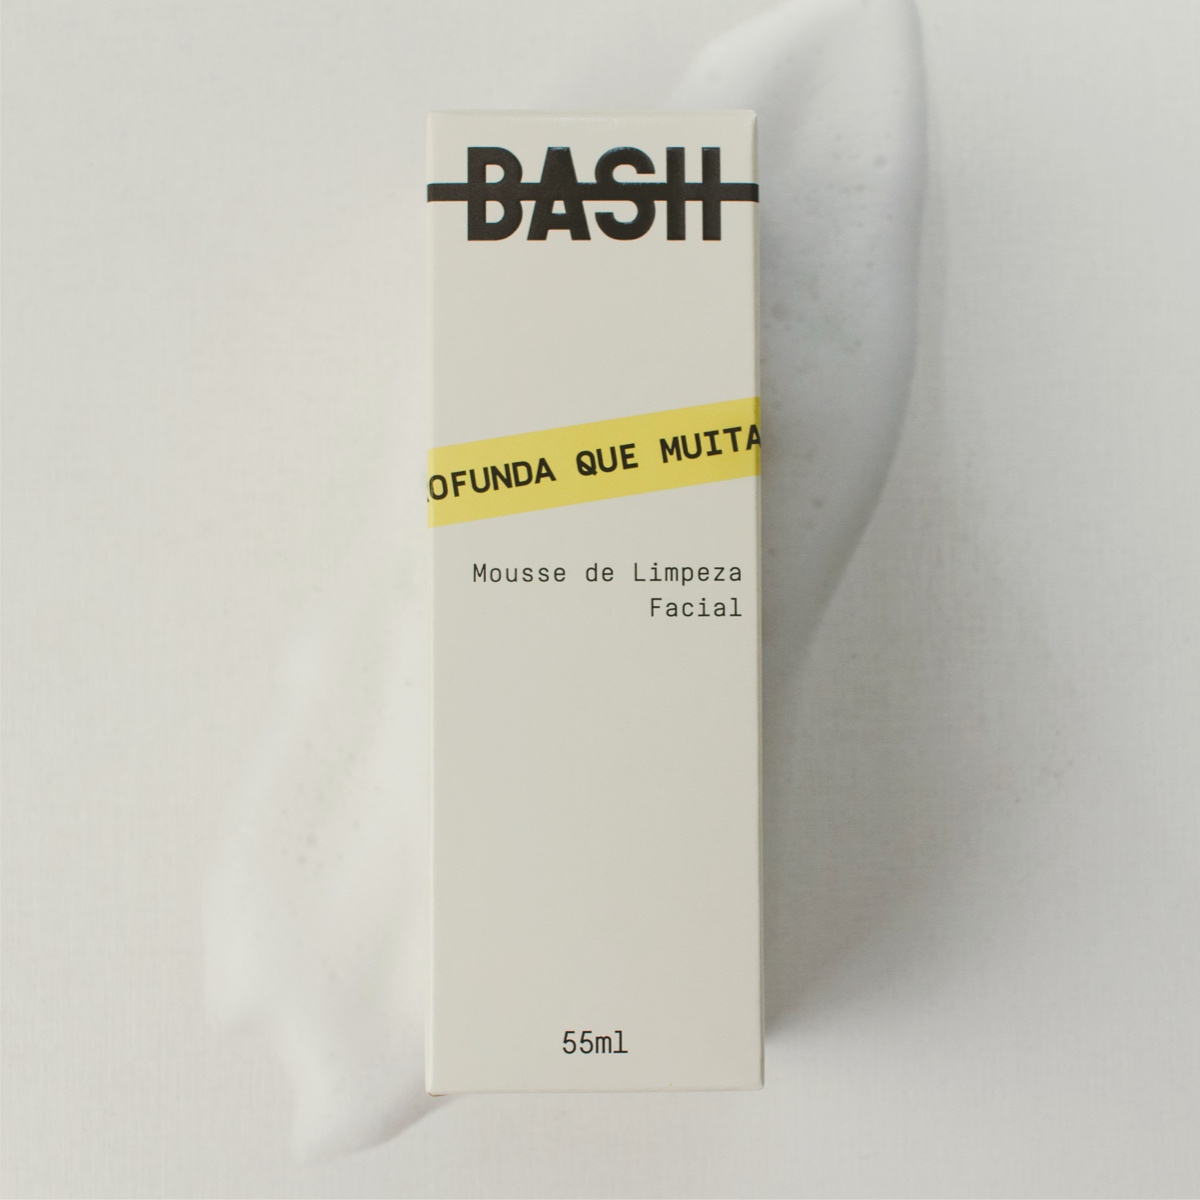 BASH
OFUNDA QUE MUITA
Mousse de Limpeza
Facial
55ml